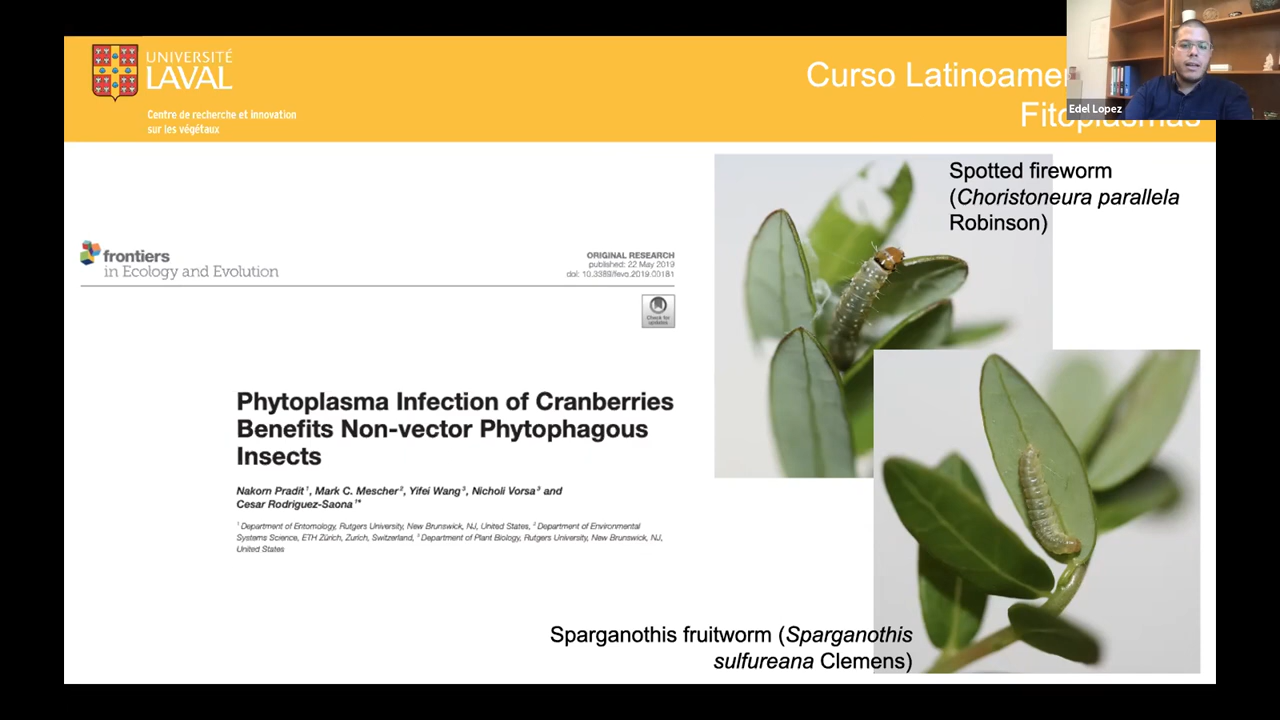 UNIVERSITÉ
LAVAL
Centre de recherche et innovation
sur les végétaux
Curso Latinoamer
Fitoplasmas
Edel Lopez
Spotted fireworm
(Choristoneura parallela
Robinson)
frontiers
in Ecology and Evolution
ORIGINAL RESEARCH
published: 22 May 2019
doi: 10.3389/fevo.2019.00181
Check for
updates
Phytoplasma Infection of Cranberries
Benefits Non-vector Phytophagous
Insects
Nakorn Pradit 1, Mark C. Mescher 2, Yifei Wang 3, Nicholi Vorsa 3 and
Cesar Rodriguez-Saona 1*
1 Department of Entomology, Rutgers University, New Brunswick, NJ, United States, 2 Department of Environmental
Systems Science, ETH Zürich, Zurich, Switzerland, 3 Department of Plant Biology, Rutgers University, New Brunswick, NJ,
United States
Sparganothis fruitworm (Sparganothis
sulfureana Clemens)